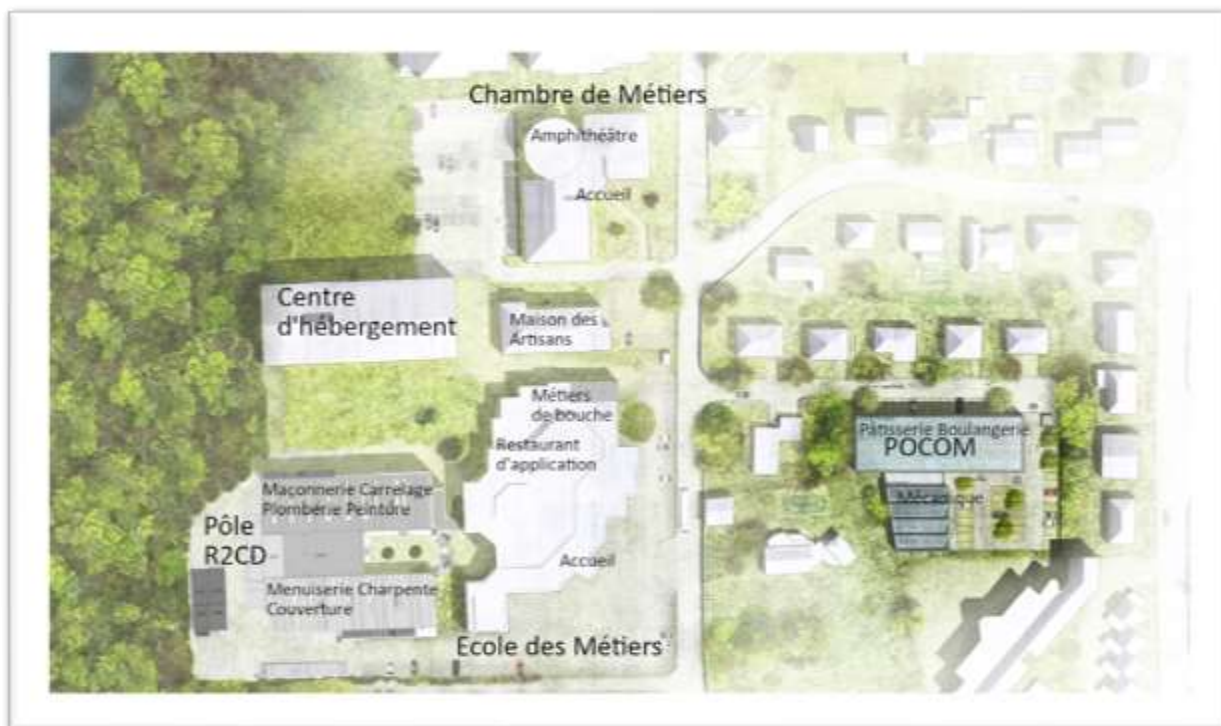 Chambre de Métiers
Amphithéâtre
Accueil
Centre
d'hébergement
Maison des
Artisans
Métiers
de bouche
Restaurant
d'application
Pâtisserie Boulangerie
POCOM
Mécanique
Maçonnerie Carrelage
Plomberie Peinture
Pôle
R2CD
Accueil
Menuiserie Charpente
Couverture
Ecole des Métiers